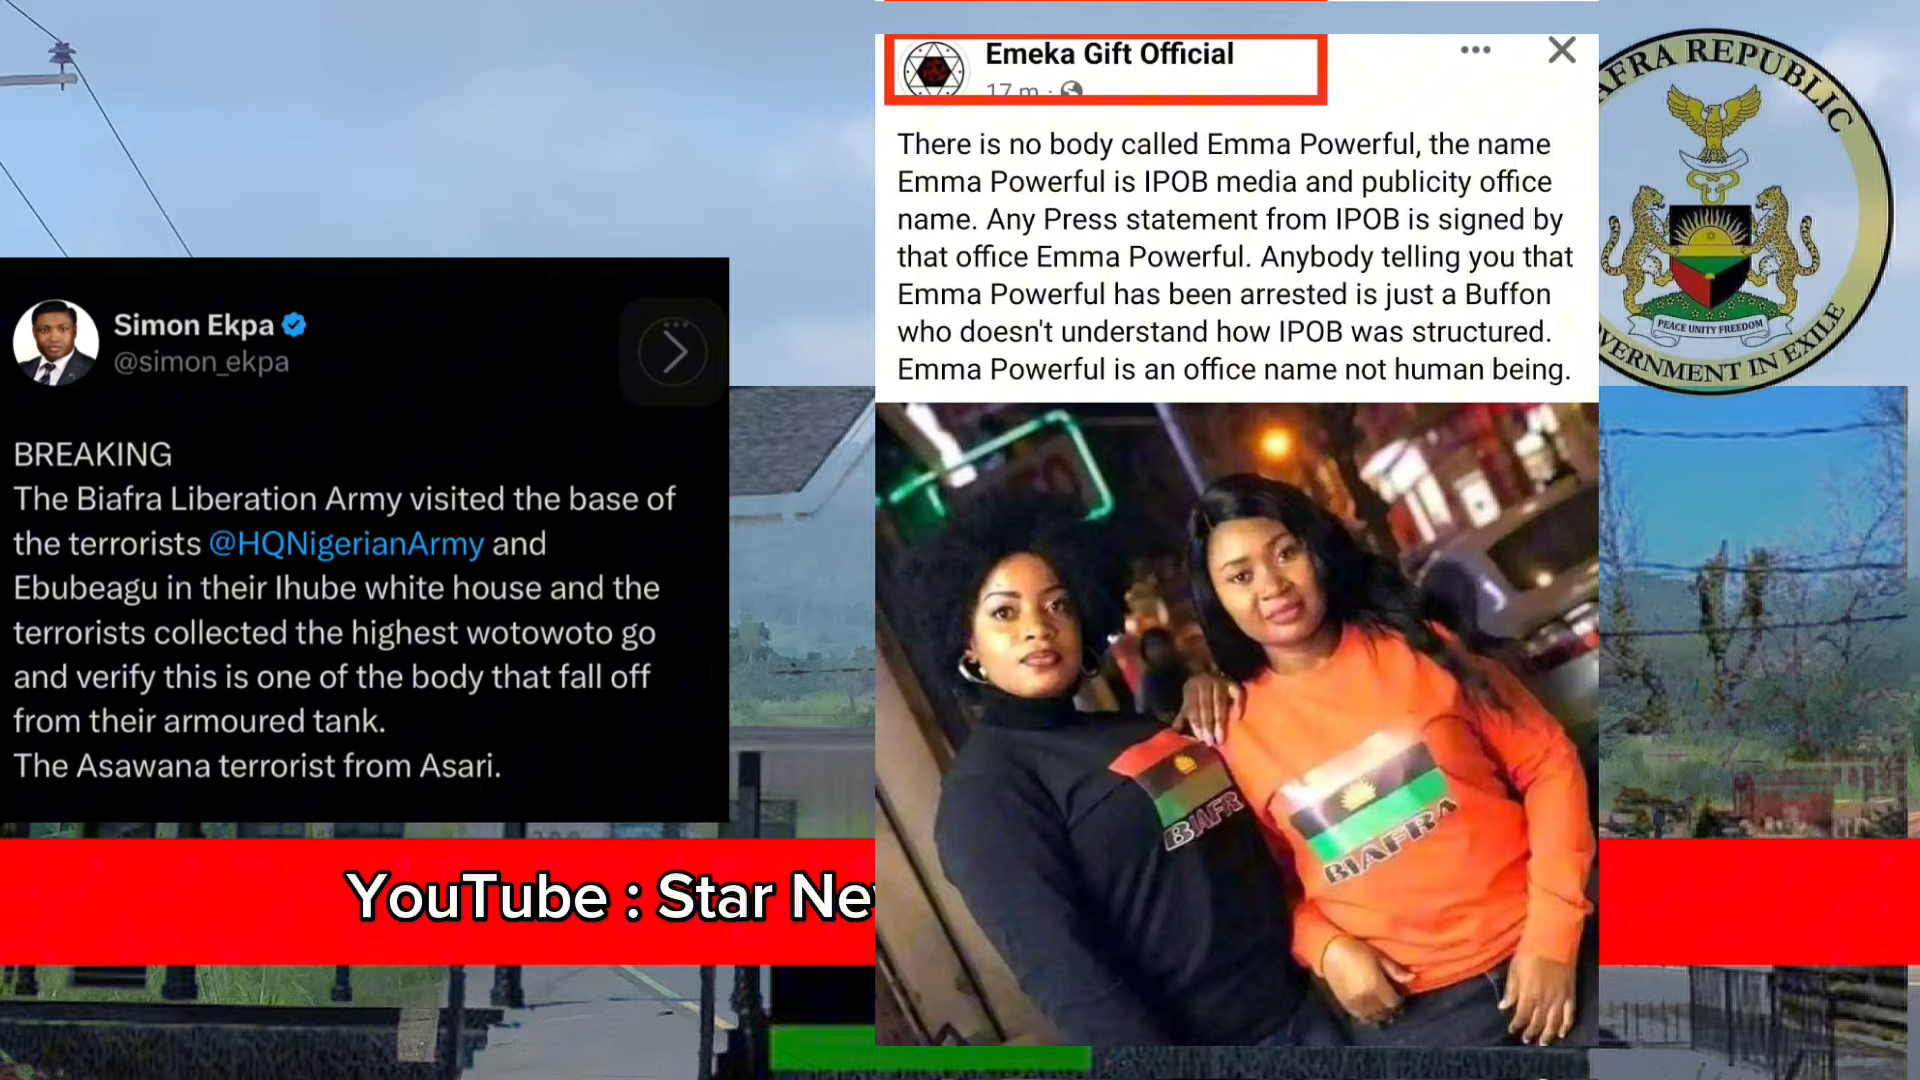 Simon Ekpa
@simon_ekpa
BREAKING
The Biafra Liberation Army visited the base of
the terrorists @HQNigerianArmy and
Ebubeagu in their Ihube white house and the
terrorists collected the highest wotowoto go
and verify this is one of the body that fall off
from their armoured tank.
The Asawana terrorist from Asari.
Emeka Gift Official
17 m
There is no body called Emma Powerful, the name
Emma Powerful is IPOB media and publicity office
name. Any Press statement from IPOB is signed by
that office Emma Powerful. Anybody telling you that
Emma Powerful has been arrested is just a Buffon
who doesn't understand how IPOB was structured.
Emma Powerful is an office name not human being.
BIAFR
BIAFRA
AFRA REPUBLIC
PEACE UNITY FREEDOM
VERNMENT IN EXILE
YouTube : Star Ne